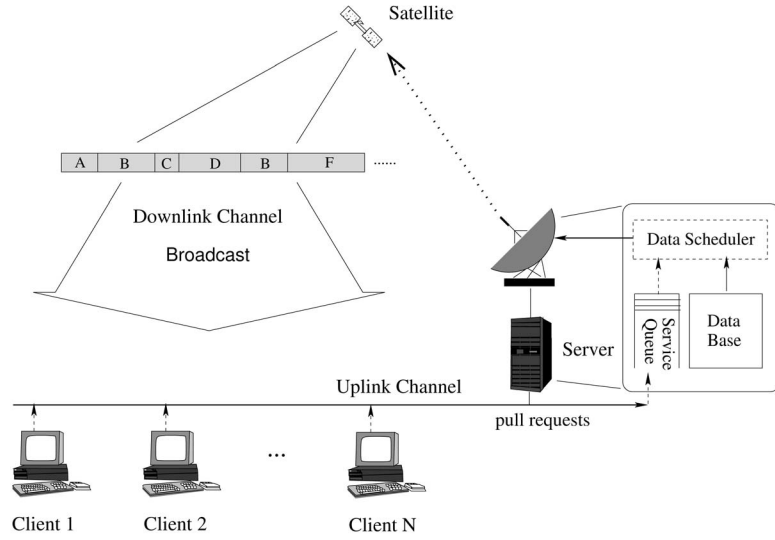 Satellite
A B C D B F ......
Downlink Channel
Broadcast
Data Scheduler
Service
Queue
Data
Base
Server
Uplink Channel
pull requests
...
Client 1
Client 2
Client N